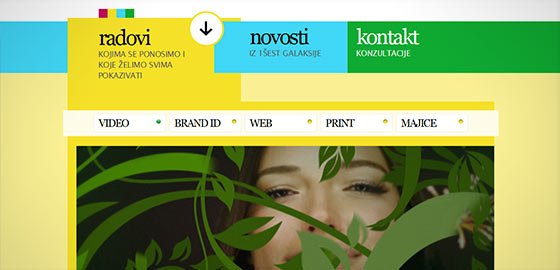 radovi
KOJIMA SE PONOSIMO I
KOJE ŽELIMO SVIMA
POKAZIVATI
novosti
IZ 1ŠEST GALAKSIJE
kontakt
KONZULTACIJE
VIDEO
BRAND ID
WEB
PRINT
MAJICE